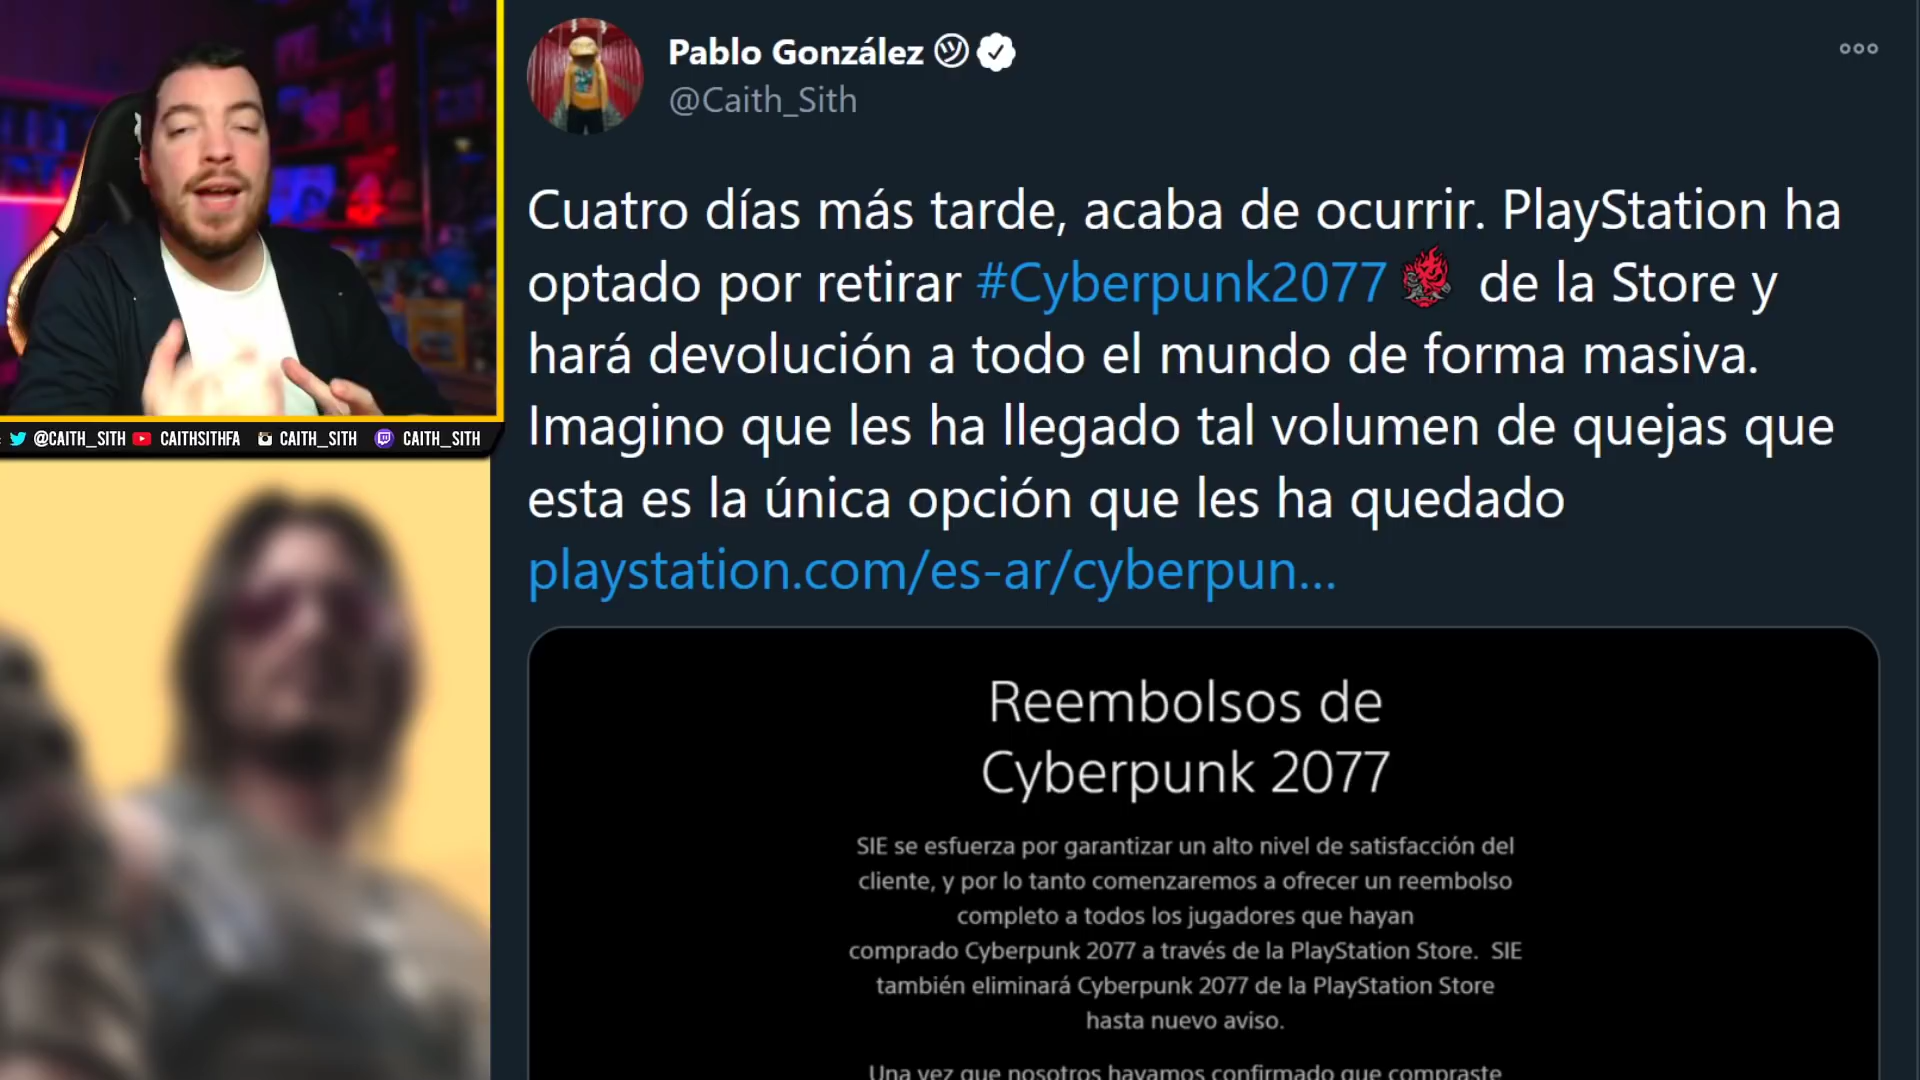 Pablo González
@Caith_Sith
Cuatro días más tarde, acaba de ocurrir. PlayStation ha
optado por retirar #Cyberpunk2077 de la Store y
hará devolución a todo el mundo de forma masiva.
Imagino que les ha llegado tal volumen de quejas que
esta es la única opción que les ha quedado
playstation.com/es-ar/cyberpun...
@CAITH_SITH CAITHSITHFA CAITH_SITH CAITH_SITH
Reembolsos de
Cyberpunk 2077
SIE se esfuerza por garantizar un alto nivel de satisfacción del
cliente, y por lo tanto comenzaremos a ofrecer un reembolso
completo a todos los jugadores que hayan
comprado Cyberpunk 2077 a través de la PlayStation Store. SIE
también eliminará Cyberpunk 2077 de la PlayStation Store
hasta nuevo aviso.
Una vez que nosotros hayamos confirmado que compraste